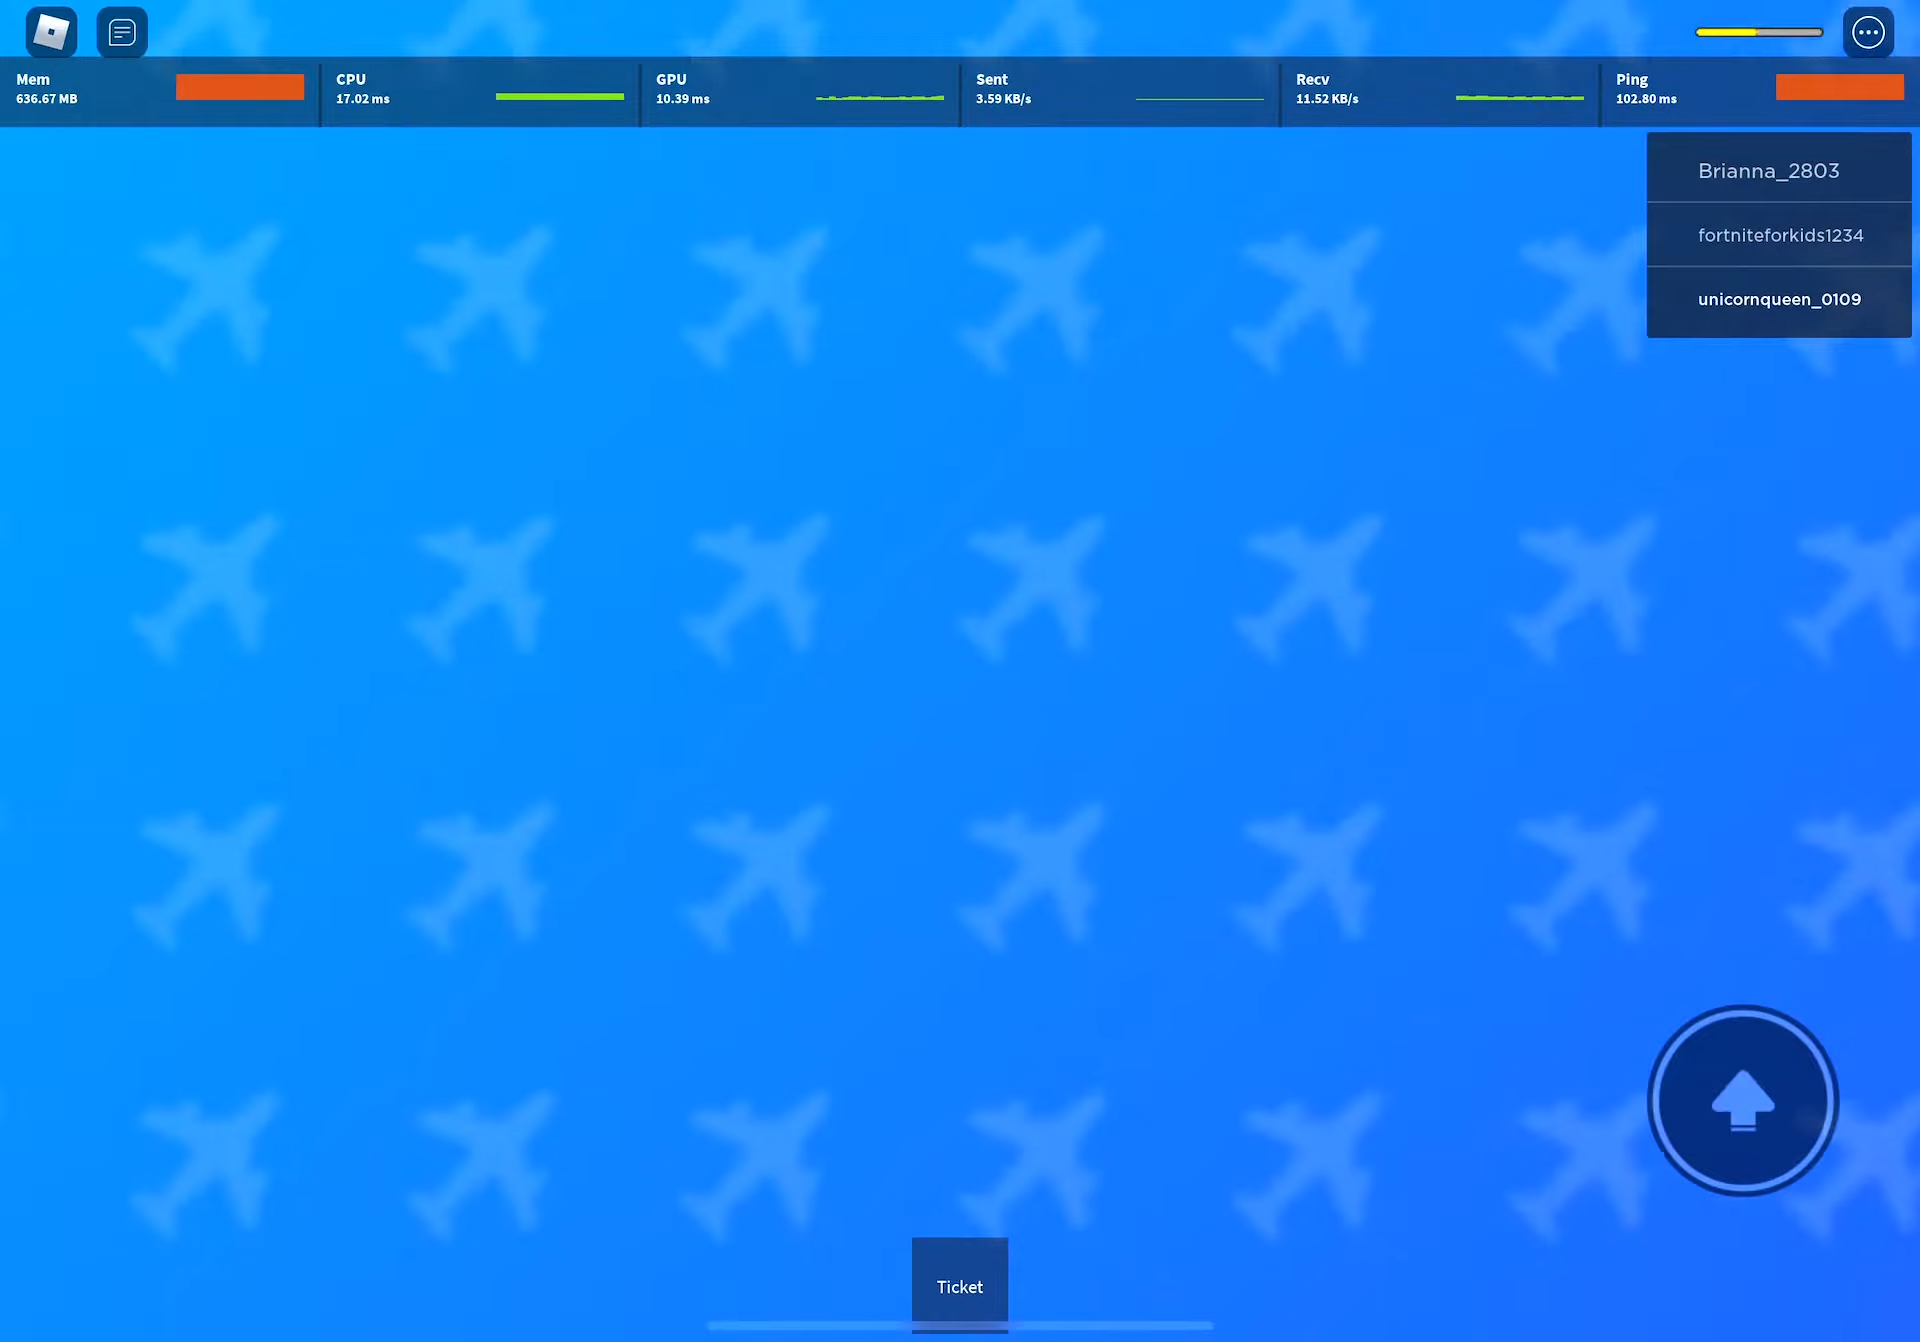 Mem
636.67 MB
CPU
17.02 ms
GPU
10.39 ms
Sent
3.59 KB/s
Recv
11.52 KB/s
Ping
102.80 ms
Brianna_2803
fortniteforkids1234
unicornqueen_0109
Ticket